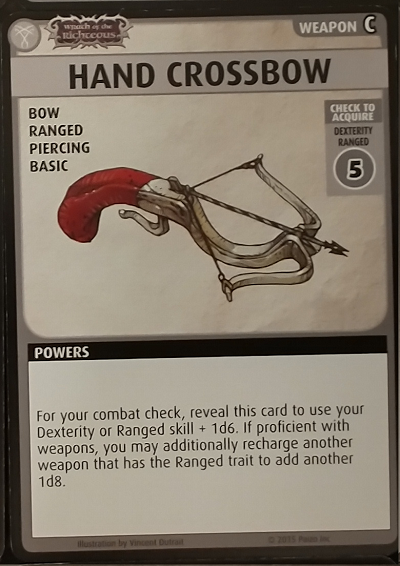 Wrath of the
Righteous
WEAPON C
HAND CROSSBOW
BOW
RANGED
PIERCING
BASIC
CHECK TO
ACQUIRE
DEXTERITY
RANGED
5
POWERS
For your combat check, reveal this card to use your
Dexterity or Ranged skill + 1d6. If proficient with
weapons, you may additionally recharge another
weapon that has the Ranged trait to add another
1d8.
Illustration by Vincent Dutrait
© 2015 Paizo Inc